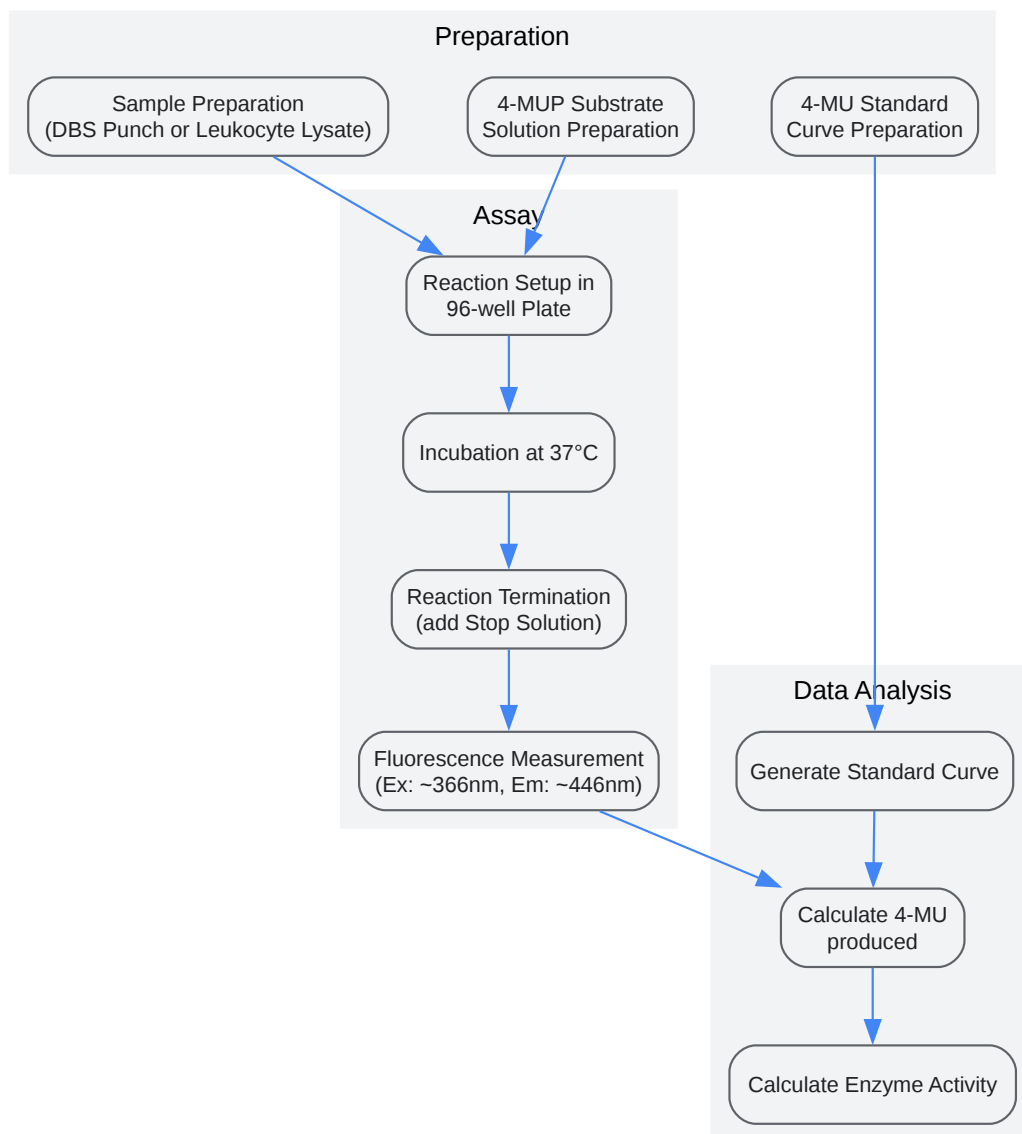 Preparation
Sample Preparation
(DBS Punch or Leukocyte Lysate)
4-MUP Substrate
Solution Preparation
4-MU Standard
Curve Preparation
Assay
Reaction Setup in
96-well Plate
Incubation at 37°C
Reaction Termination
(add Stop Solution)
Fluorescence Measurement
(Ex: ~366nm, Em: ~446nm)
Data Analysis
Generate Standard Curve
Calculate 4-MU
produced
Calculate Enzyme Activity